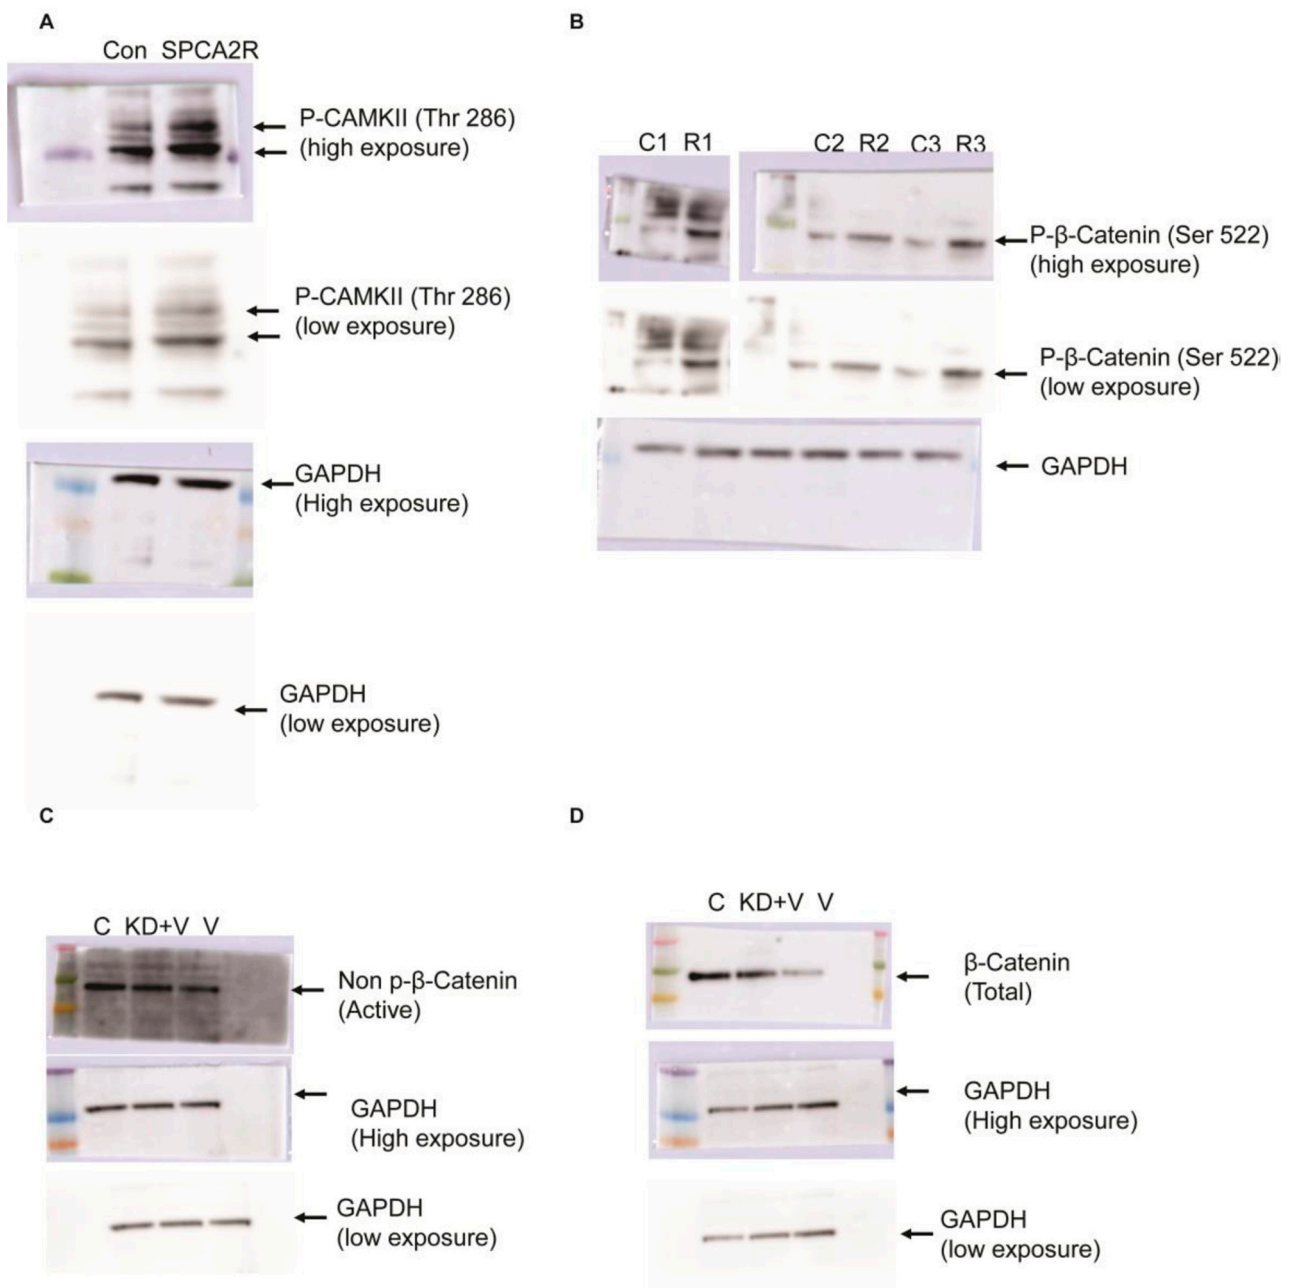 A
Con SPCA2R
P-CAMKII (Thr 286)
(high exposure)
P-CAMKII (Thr 286)
(low exposure)
GAPDH
(High exposure)
GAPDH
(low exposure)
B
C1 R1 C2 R2 C3 R3
P-β-Catenin (Ser 522)
(high exposure)
P-β-Catenin (Ser 522)
(low exposure)
GAPDH
C
C KD+V V
Non p-β-Catenin
(Active)
GAPDH
(High exposure)
GAPDH
(low exposure)
D
C KD+V V
β-Catenin
(Total)
GAPDH
(High exposure)
GAPDH
(low exposure)